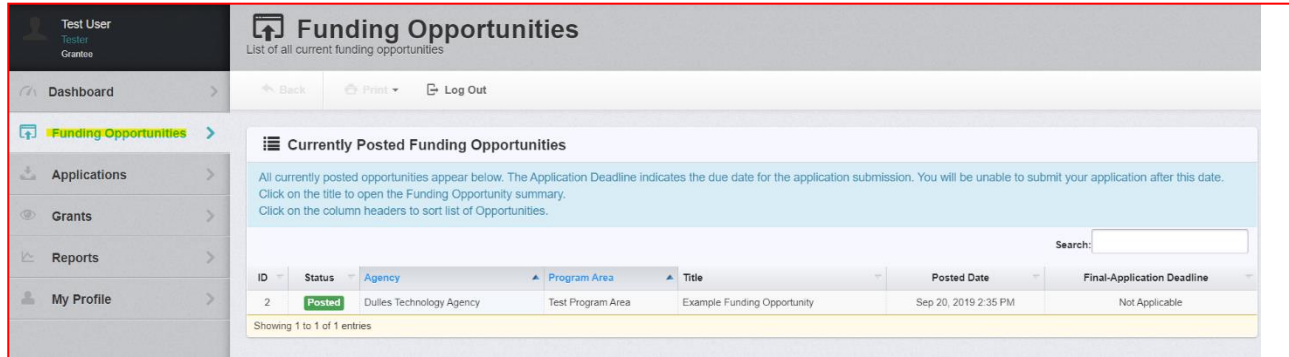 Test User
Tester
Grantee
Dashboard
Funding Opportunities
Applications
Grants
Reports
My Profile
Funding Opportunities
List of all current funding opportunities
Back Print Log Out
Currently Posted Funding Opportunities
All currently posted opportunities appear below. The Application Deadline indicates the due date for the application submission. You will be unable to submit your application after this date.
Click on the title to open the Funding Opportunity summary.
Click on the column headers to sort list of Opportunities.
Search:
ID Status Agency Program Area Title Posted Date Final-Application Deadline
2 Posted Dulles Technology Agency Test Program Area Example Funding Opportunity Sep 20, 2019 2:35 PM Not Applicable
Showing 1 to 1 of 1 entries